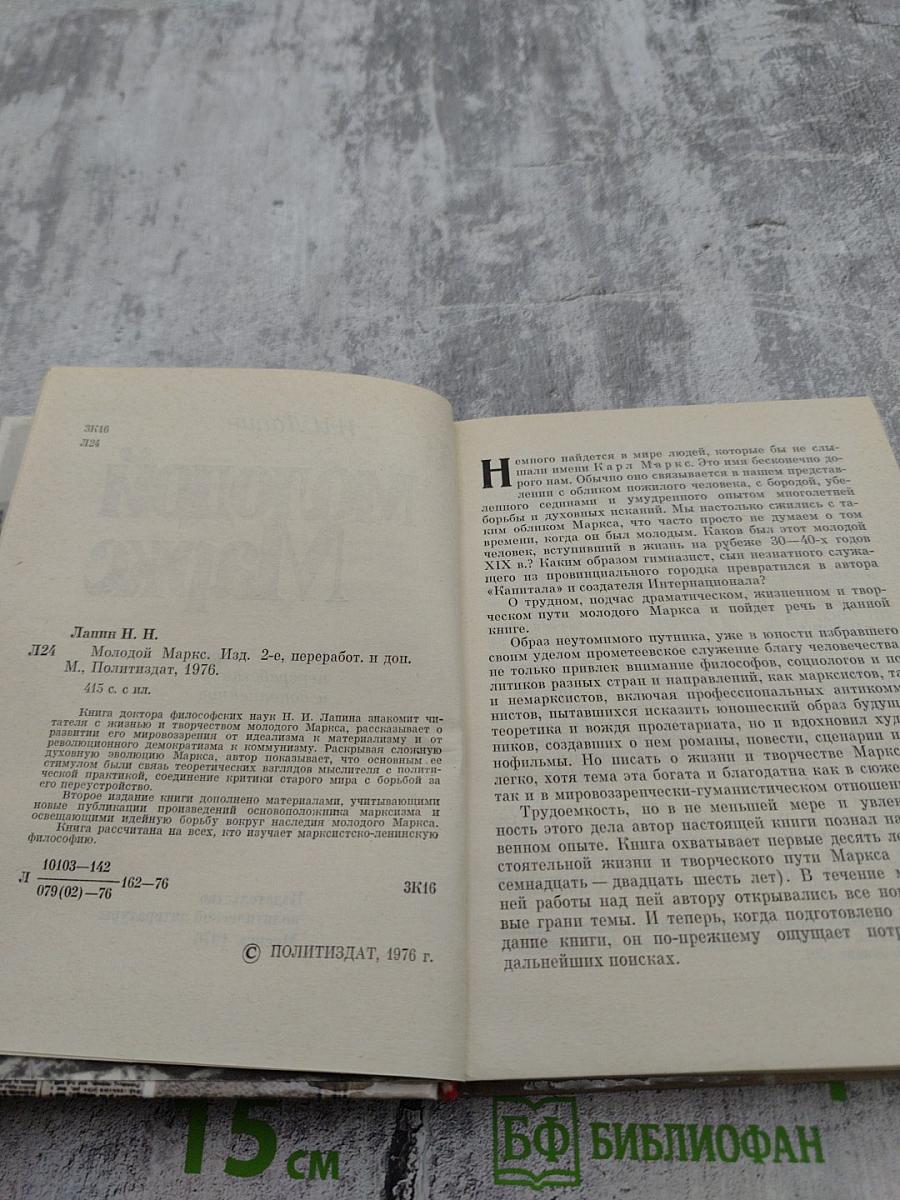 ЗК16
Л24
Лапин Н. И.
Л24 Молодой Маркс. Изд. 2-е, переработ. и доп.
М., Политиздат, 1976.
415 с. с ил.
Книга доктора философских наук Н. И. Лапина знакомит чи-
тателя с жизнью и творчеством молодого Маркса, рассказывает о
развитии его мировоззрения от идеализма к материализму и от
революционного демократизма к коммунизму. Раскрывая сложную
духовную эволюцию Маркса, автор показывает, что основным ее
стимулом были связь теоретических взглядов мыслителя с полити-
ческой практикой, соединение критики старого мира с борьбой за
его переустройство.
Второе издание книги дополнено материалами, учитывающими
новые публикации произведений основоположника марксизма и
освещающими идейную борьбу вокруг наследия молодого Маркса.
Книга рассчитана на всех, кто изучает марксистско-ленинскую
философию.
Л 10103—142
079(02)—76 162—76 ЗК16
© ПОЛИТИЗДАТ, 1976 г.
Немного найдется в мире людей, которые бы не слы-
шали имени Карл Маркс. Это имя бесконечно до-
рого нам. Обычно оно связывается в нашем представ-
лении с обликом пожилого человека, с бородой, убе-
ленного сединами и умудренного опытом многолетней
борьбы и духовных исканий. Мы настолько сжились с та-
ким обликом Маркса, что часто просто не думаем о том
времени, когда он был молодым. Каков был этот молодой
человек, вступивший в жизнь на рубеже 30—40-х годов
XIX в.? Каким образом гимназист, сын незнатного служа-
щего из провинциального городка превратился в автора
«Капитала» и создателя Интернационала?
О трудном, подчас драматическом, жизненном и твор-
ческом пути молодого Маркса и пойдет речь в данной
книге.
Образ неутомимого путника, уже в юности избравшего
своим уделом прометеевское служение благу человечества,
не только привлек внимание философов, социологов и по
литиков разных стран и направлений, как марксистов, та
и немарксистов, включая профессиональных антикомм
нистов, пытавшихся исказить юношеский образ будущ
теоретика и вождя пролетариата, но и вдохновил худ
ников, создавших о нем романы, повести, сценарии и
нофильмы. Но писать о жизни и творчестве Маркс
легко, хотя тема эта богата и благодатна как в сюже
так и в мировоззренчески-гуманистическом отношени
Трудоемкость, но в не меньшей мере и увлек
ность этого дела автор настоящей книги познал на
венном опыте. Книга охватывает первые десять ле
стоятельной жизни и творческого пути Маркса
семнадцать — двадцать шесть лет). В течение м
ней работы над ней автору открывались все нов
вые грани темы. И теперь, когда подготовлено
дание книги, он по-прежнему ощущает потр
дальнейших поисках.
15 СМ
БФ БИБЛИОФАН